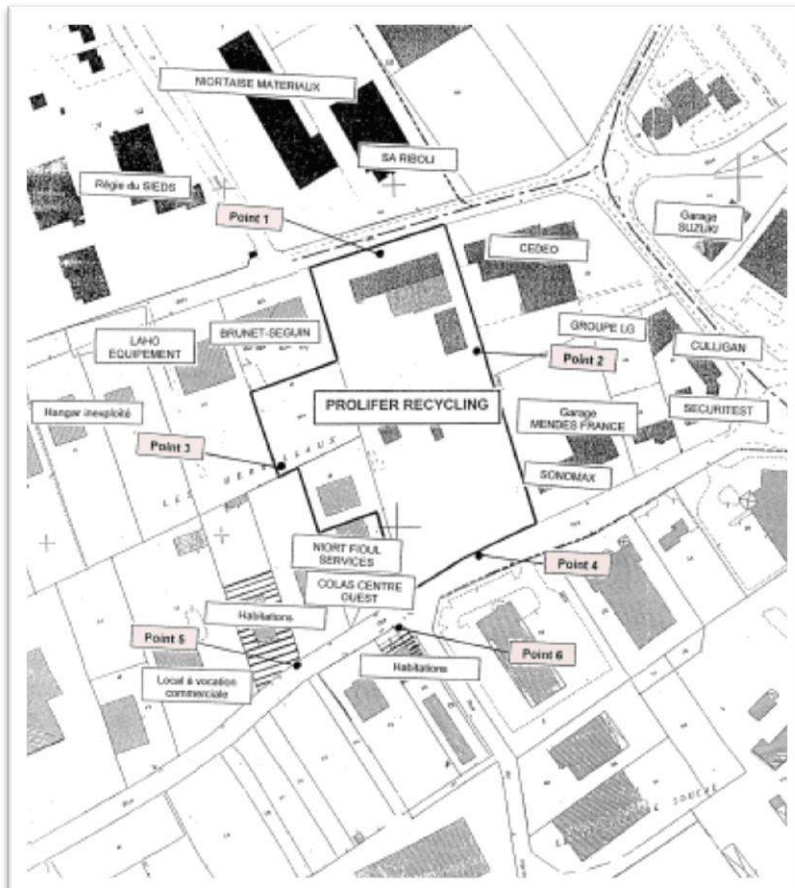 NIORTAISE MATERIAUX
SA RIBOLI
Régie du SIEDS
Point 1
Garage
SUZUKI
CEDEO
BRUNET-SEGUIN
GROUPE LG
LAHO
EQUIPEMENT
CULLIGAN
Point 2
PROLIFER RECYCLING
Hangar inexploité
Garage
MENDES FRANCE
SECURITEST
Point 3
SONOMAX
NIORT FIOUL
SERVICES
Point 4
COLAS CENTRE
OUEST
Habitations
Point 5
Point 6
Habitations
Local à vocation
commerciale
SOUCHE